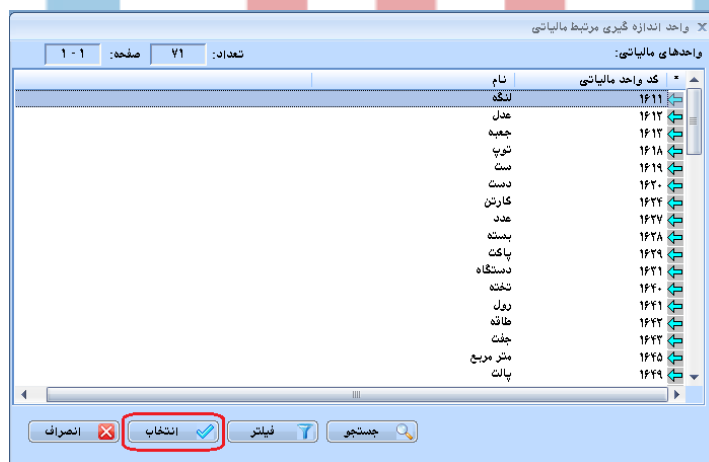 واحد اندازه گیری مرتبط مالیاتی
واحدهای مالیاتی: تعداد: ۷۱ صفحه: ۱ - ۱
* کد واحد مالیاتی نام
۱۶۱۱ لنگه
۱۶۱۲ عدل
۱۶۱۳ جعبه
۱۶۱۸ توپ
۱۶۱۹ ست
۱۶۲۰ دست
۱۶۲۴ کارتن
۱۶۲۷ عدد
۱۶۲۸ بسته
۱۶۲۹ پاکت
۱۶۳۱ دستگاه
۱۶۴۰ تخته
۱۶۴۱ رول
۱۶۴۲ طاقه
۱۶۴۳ جفت
۱۶۴۵ متر مربع
۱۶۴۹ پالت
جستجو فیلتر انتخاب انصراف